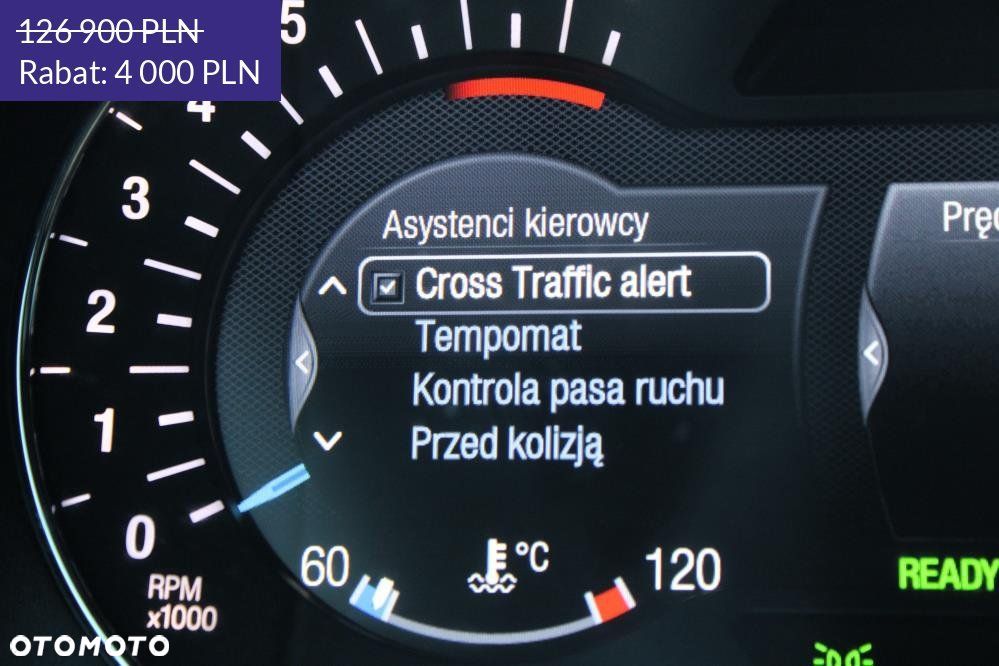 126 900 PLN
Rabat: 4 000 PLN
5
4
3
2
1
0
RPM
x1000
Asystenci kierowcy
Cross Traffic alert
Tempomat
Kontrola pasa ruchu
Przed kolizją
60
°C
120
READY
OTOMOTO